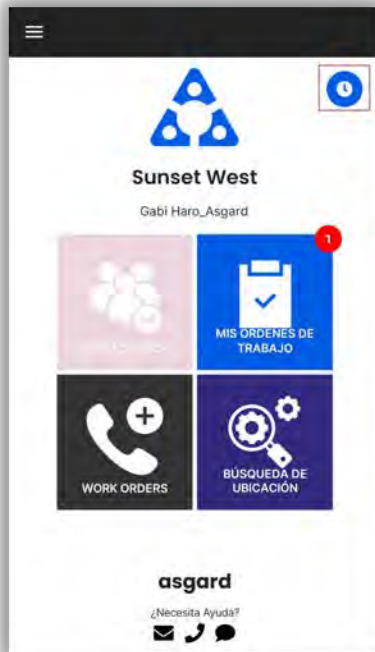 Sunset West
Gabi Haro_Asgard
1
MIS ORDENES DE
TRABAJO
WORK ORDERS
BÚSQUEDA DE
UBICACIÓN
asgard
¿Necesita Ayuda?